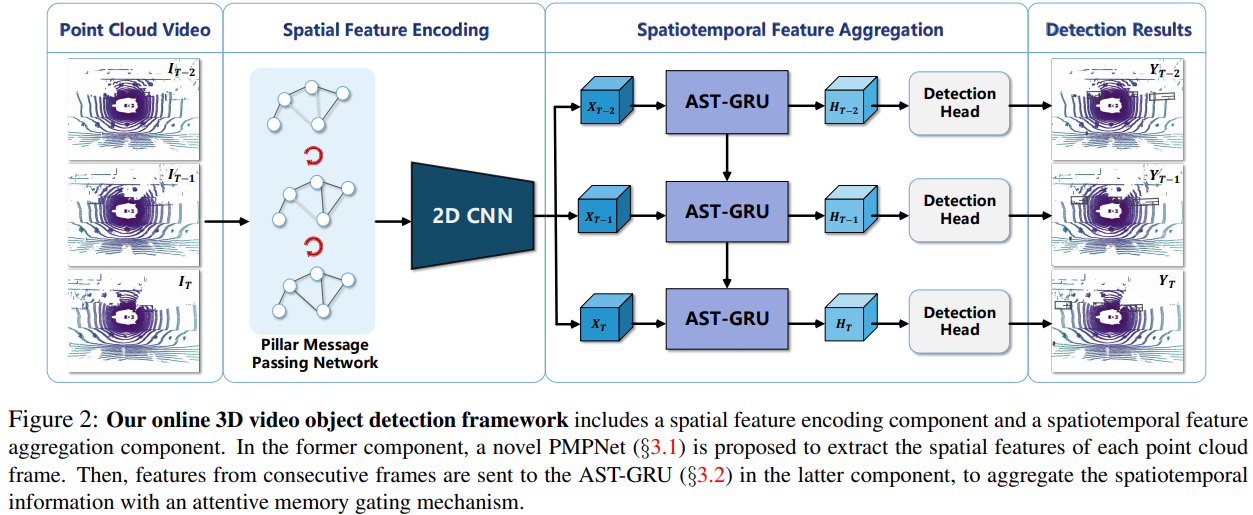 Point Cloud Video
Spatial Feature Encoding
Spatiotemporal Feature Aggregation
Detection Results
I_{T-2}
I_{T-1}
I_T
Pillar Message
Passing Network
2D CNN
X_{T-2}
AST-GRU
H_{T-2}
Detection
Head
Y_{T-2}
X_{T-1}
AST-GRU
H_{T-1}
Detection
Head
Y_{T-1}
X_T
AST-GRU
H_T
Detection
Head
Y_T
Figure 2: Our online 3D video object detection framework includes a spatial feature encoding component and a spatiotemporal feature
aggregation component. In the former component, a novel PMPNet (§3.1) is proposed to extract the spatial features of each point cloud
frame. Then, features from consecutive frames are sent to the AST-GRU (§3.2) in the latter component, to aggregate the spatiotemporal
information with an attentive memory gating mechanism.